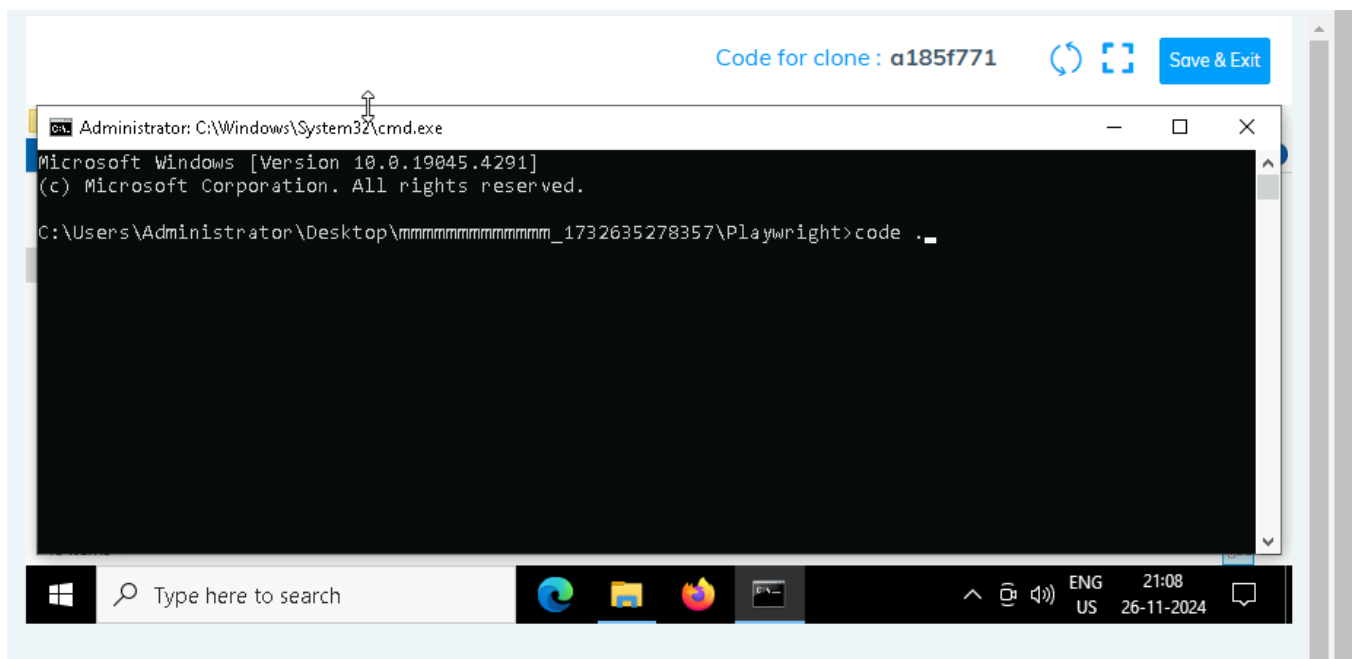 Code for clone : a185f771
Save & Exit
Administrator: C:\Windows\System32\cmd.exe
Microsoft Windows [Version 10.0.19045.4291]
(c) Microsoft Corporation. All rights reserved.
C:\Users\Administrator\Desktop\mmmmmmmmmmmmmm_1732635278357\Playwright>code .
Type here to search
ENG
US
21:08
26-11-2024